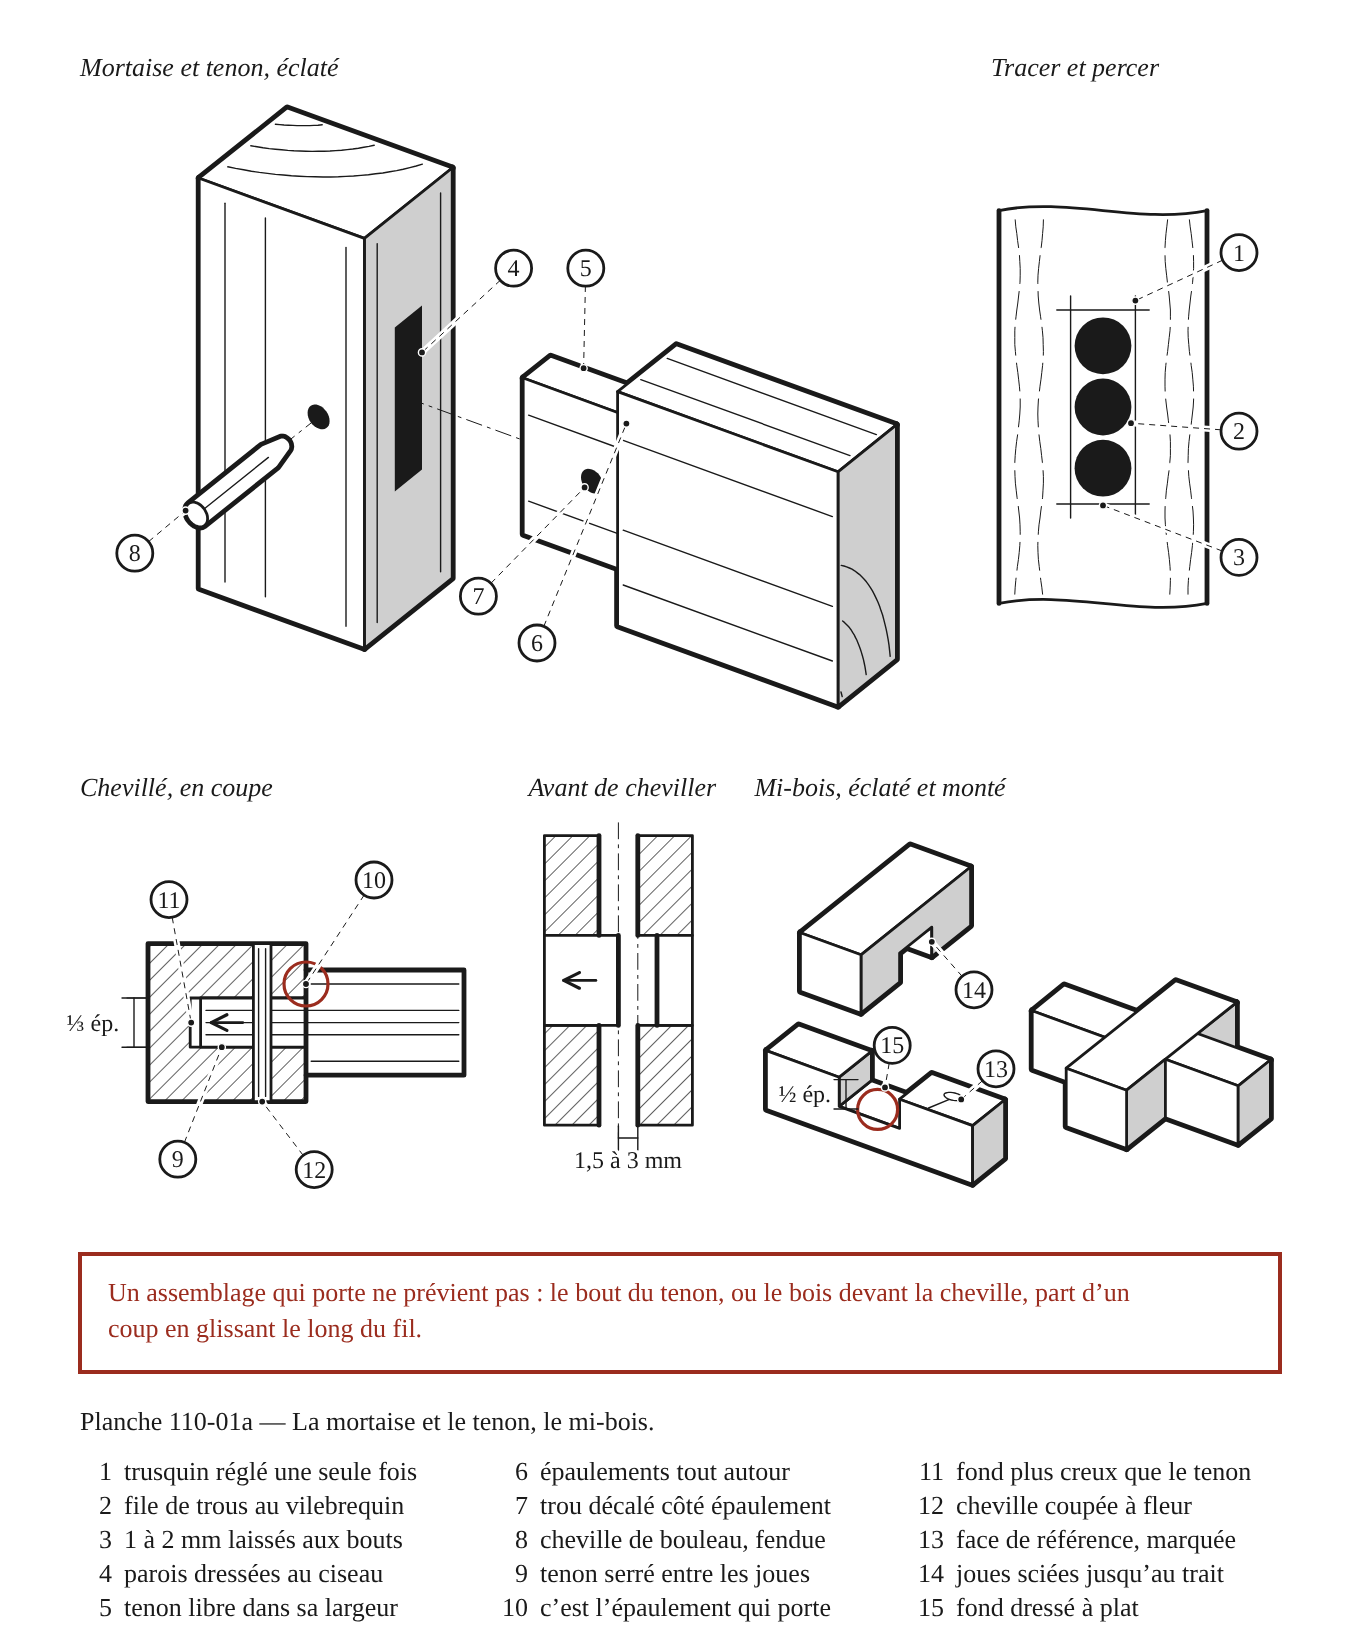 Mortaise et tenon, éclaté
Tracer et percer
4
5
1
2
8
7
3
6
Chevillé, en coupe
Avant de cheviller
Mi-bois, éclaté et monté
10
11
14
⅓ ép.
15
13
½ ép.
9
12
1,5 à 3 mm
Un assemblage qui porte ne prévient pas : le bout du tenon, ou le bois devant la cheville, part d’un
coup en glissant le long du fil.
Planche 110-01a — La mortaise et le tenon, le mi-bois.
1 trusquin réglé une seule fois
2 file de trous au vilebrequin
3 1 à 2 mm laissés aux bouts
4 parois dressées au ciseau
5 tenon libre dans sa largeur
6 épaulements tout autour
7 trou décalé côté épaulement
8 cheville de bouleau, fendue
9 tenon serré entre les joues
10 c’est l’épaulement qui porte
11 fond plus creux que le tenon
12 cheville coupée à fleur
13 face de référence, marquée
14 joues sciées jusqu’au trait
15 fond dressé à plat